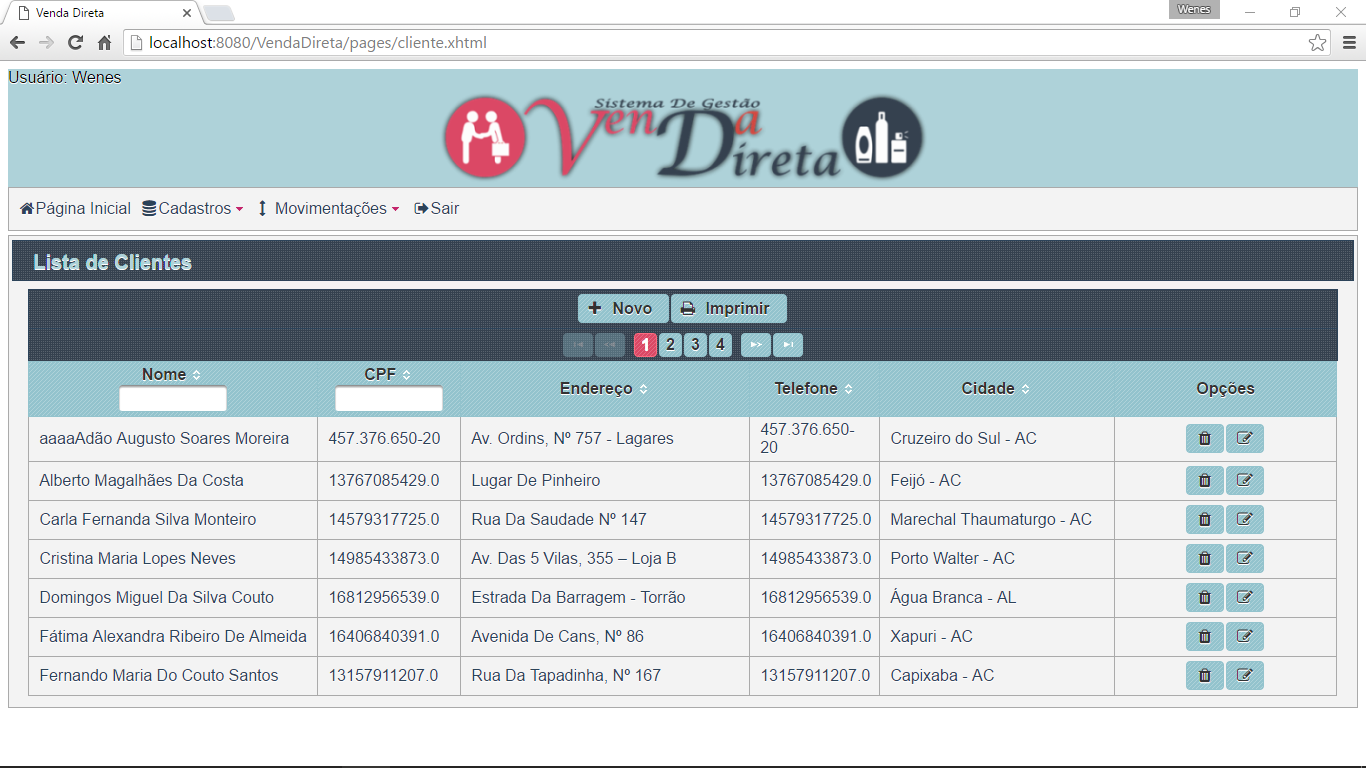 Venda Direta
Wenes
localhost:8080/VendaDireta/pages/cliente.xhtml
Usuário: Wenes
Sistema De Gestão
VenDa
Direta
Página Inicial Cadastros Movimentações Sair
Lista de Clientes
Novo Imprimir
1 2 3 4
Nome CPF Endereço Telefone Cidade Opções
aaaaAdão Augusto Soares Moreira 457.376.650-20 Av. Ordins, Nº 757 - Lagares 457.376.650-
20 Cruzeiro do Sul - AC
Alberto Magalhães Da Costa 13767085429.0 Lugar De Pinheiro 13767085429.0 Feijó - AC
Carla Fernanda Silva Monteiro 14579317725.0 Rua Da Saudade Nº 147 14579317725.0 Marechal Thaumaturgo - AC
Cristina Maria Lopes Neves 14985433873.0 Av. Das 5 Vilas, 355 – Loja B 14985433873.0 Porto Walter - AC
Domingos Miguel Da Silva Couto 16812956539.0 Estrada Da Barragem - Torrão 16812956539.0 Água Branca - AL
Fátima Alexandra Ribeiro De Almeida 16406840391.0 Avenida De Cans, Nº 86 16406840391.0 Xapuri - AC
Fernando Maria Do Couto Santos 13157911207.0 Rua Da Tapadinha, Nº 167 13157911207.0 Capixaba - AC